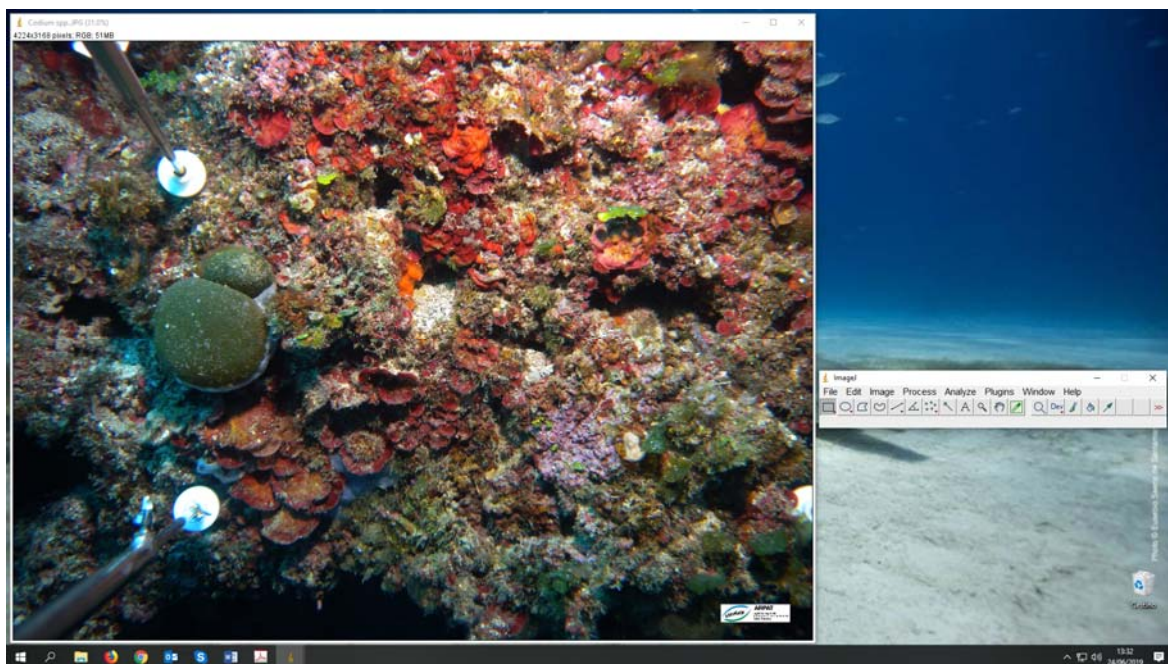 Codium spp.JPG (31.0%)
4224x3168 pixels; RGB; 51MB
ARPAT
ImageJ
File Edit Image Process Analyze Plugins Window Help
Dev
>>
13:32
24/06/2019